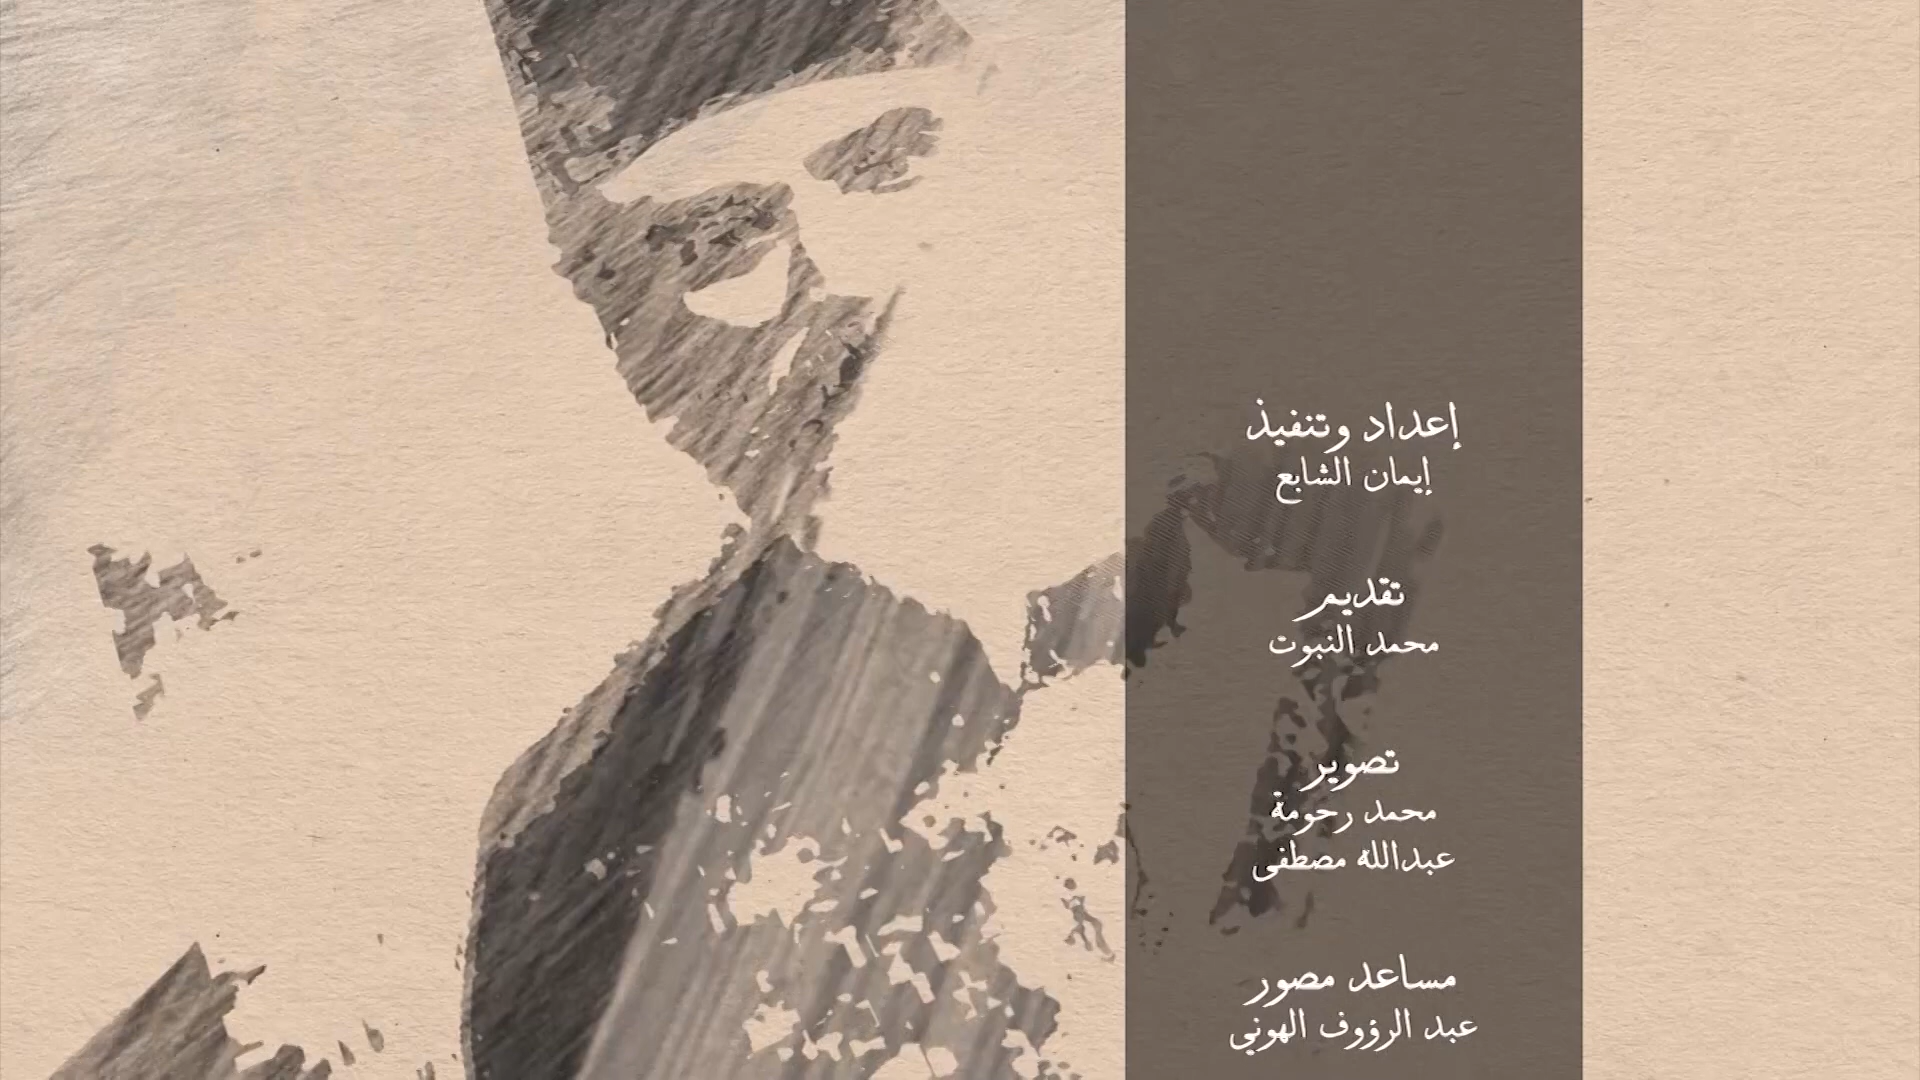 إعداد وتنفيذ
إيمان الشابع
تقديم
محمد النبوت
تصوير
محمد رحومة
عبدالله مصطفى
مساعد مصور
عبد الرؤوف الهوني